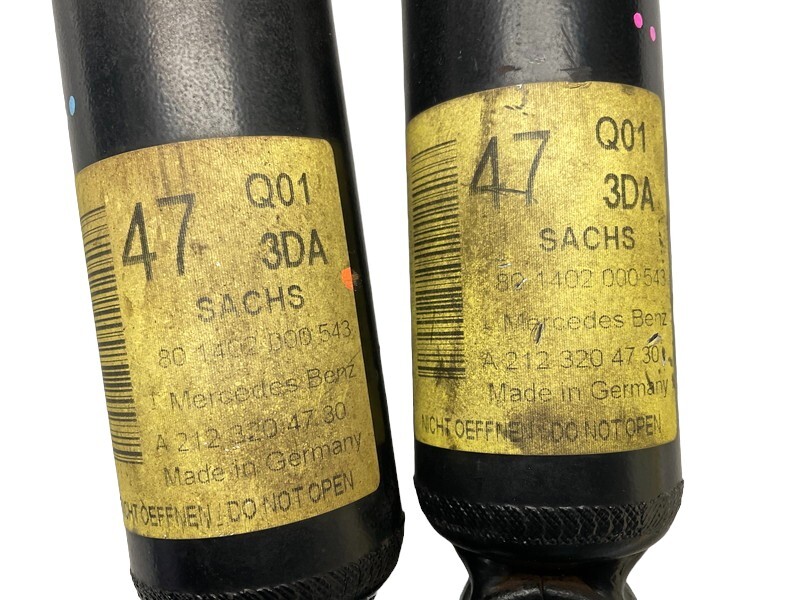 47 Q01
3DA
SACHS
80 1402 000 543
Mercedes Benz
A 212 320 47 30
Made in Germany
CHT OEFFNEN / DO NOT OPEN
47 Q01
3DA
SACHS
80 1402 000 543
Mercedes Benz
A 212 320 47 30
Made in Germany
NICHT OEFFNEN / DO NOT OPEN